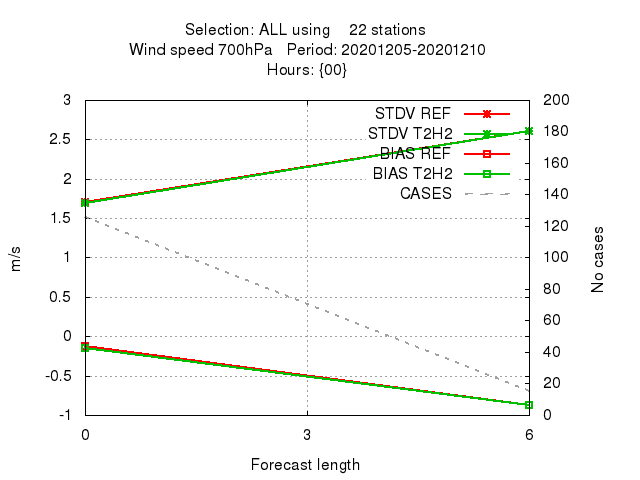 Selection: ALL using 22 stations
Wind speed 700hPa Period: 20201205-20201210
Hours: {00}
3
2.5
2
1.5
1
0.5
0
-0.5
-1
m/s
STDV REF
STDV T2H2
BIAS REF
BIAS T2H2
CASES
200
180
160
140
120
100
80
60
40
20
0
No cases
0 3 6
Forecast length